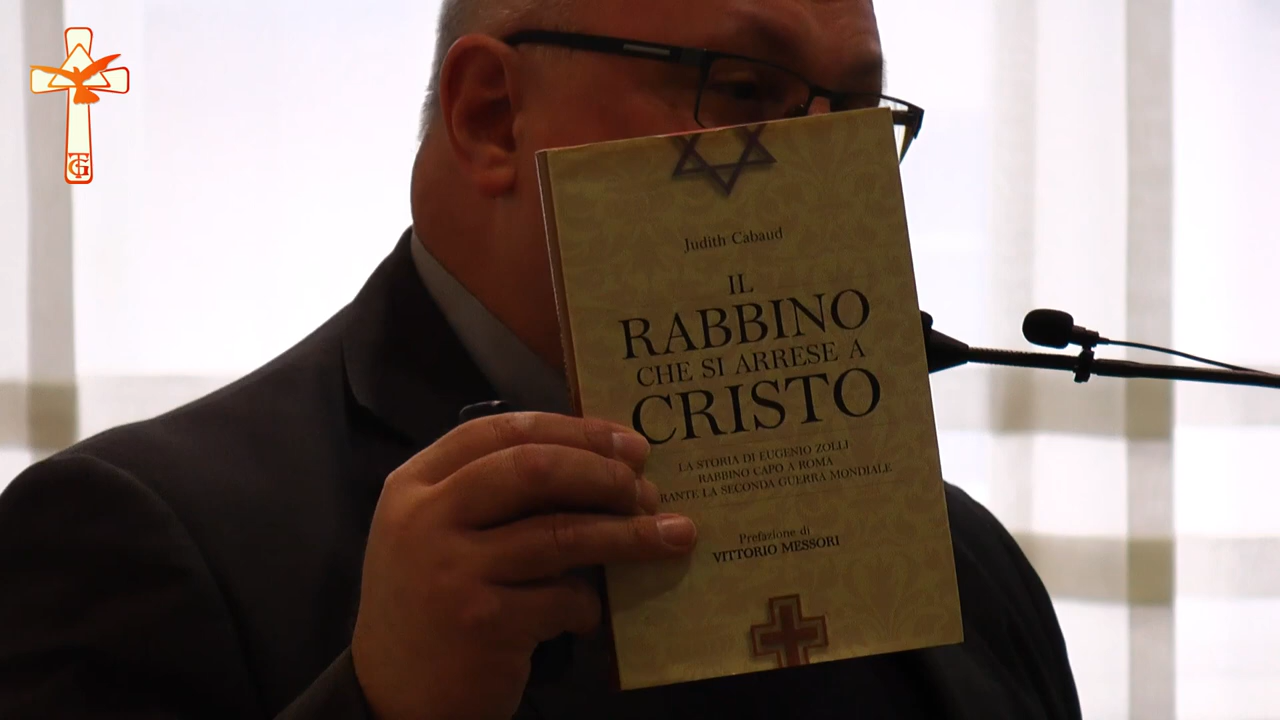 Judith Cabaud
IL
RABBINO
CHE SI ARRESE A
CRISTO
LA STORIA DI EUGENIO ZOLLI
RABBINO CAPO A ROMA
RANTE LA SECONDA GUERRA MONDIALE
Prefazione di
VITTORIO MESSORI